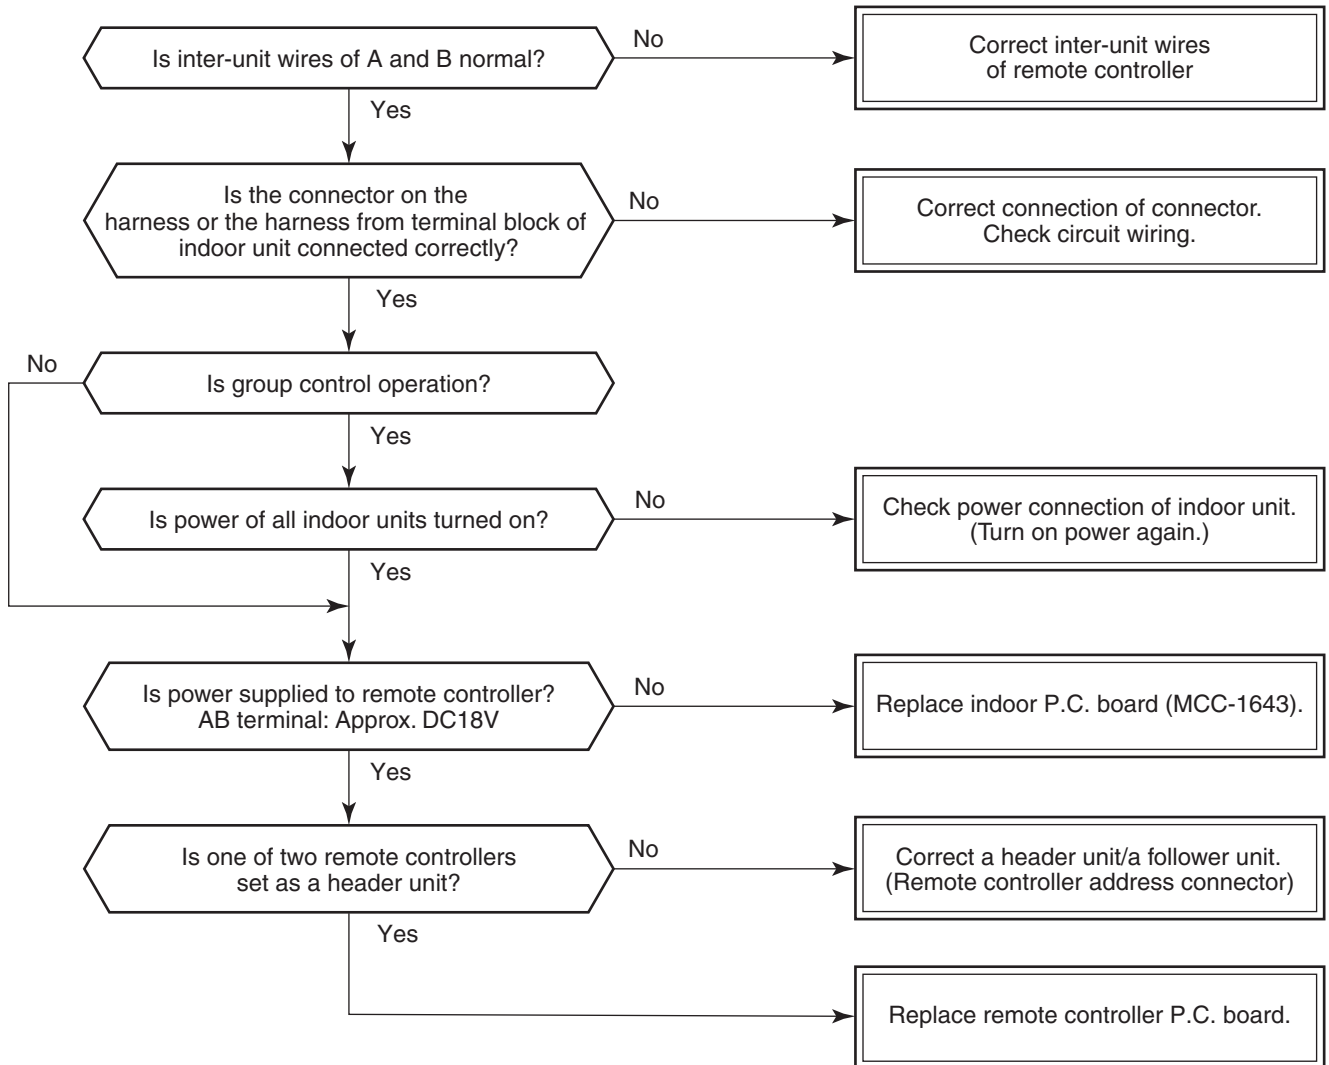 Is inter-unit wires of A and B normal?
No
Correct inter-unit wires
of remote controller
Yes
Is the connector on the
harness or the harness from terminal block of
indoor unit connected correctly?
No
Correct connection of connector.
Check circuit wiring.
Yes
No
Is group control operation?
Yes
Is power of all indoor units turned on?
No
Check power connection of indoor unit.
(Turn on power again.)
Yes
Is power supplied to remote controller?
AB terminal: Approx. DC18V
No
Replace indoor P.C. board (MCC-1643).
Yes
Is one of two remote controllers
set as a header unit?
No
Correct a header unit/a follower unit.
(Remote controller address connector)
Yes
Replace remote controller P.C. board.